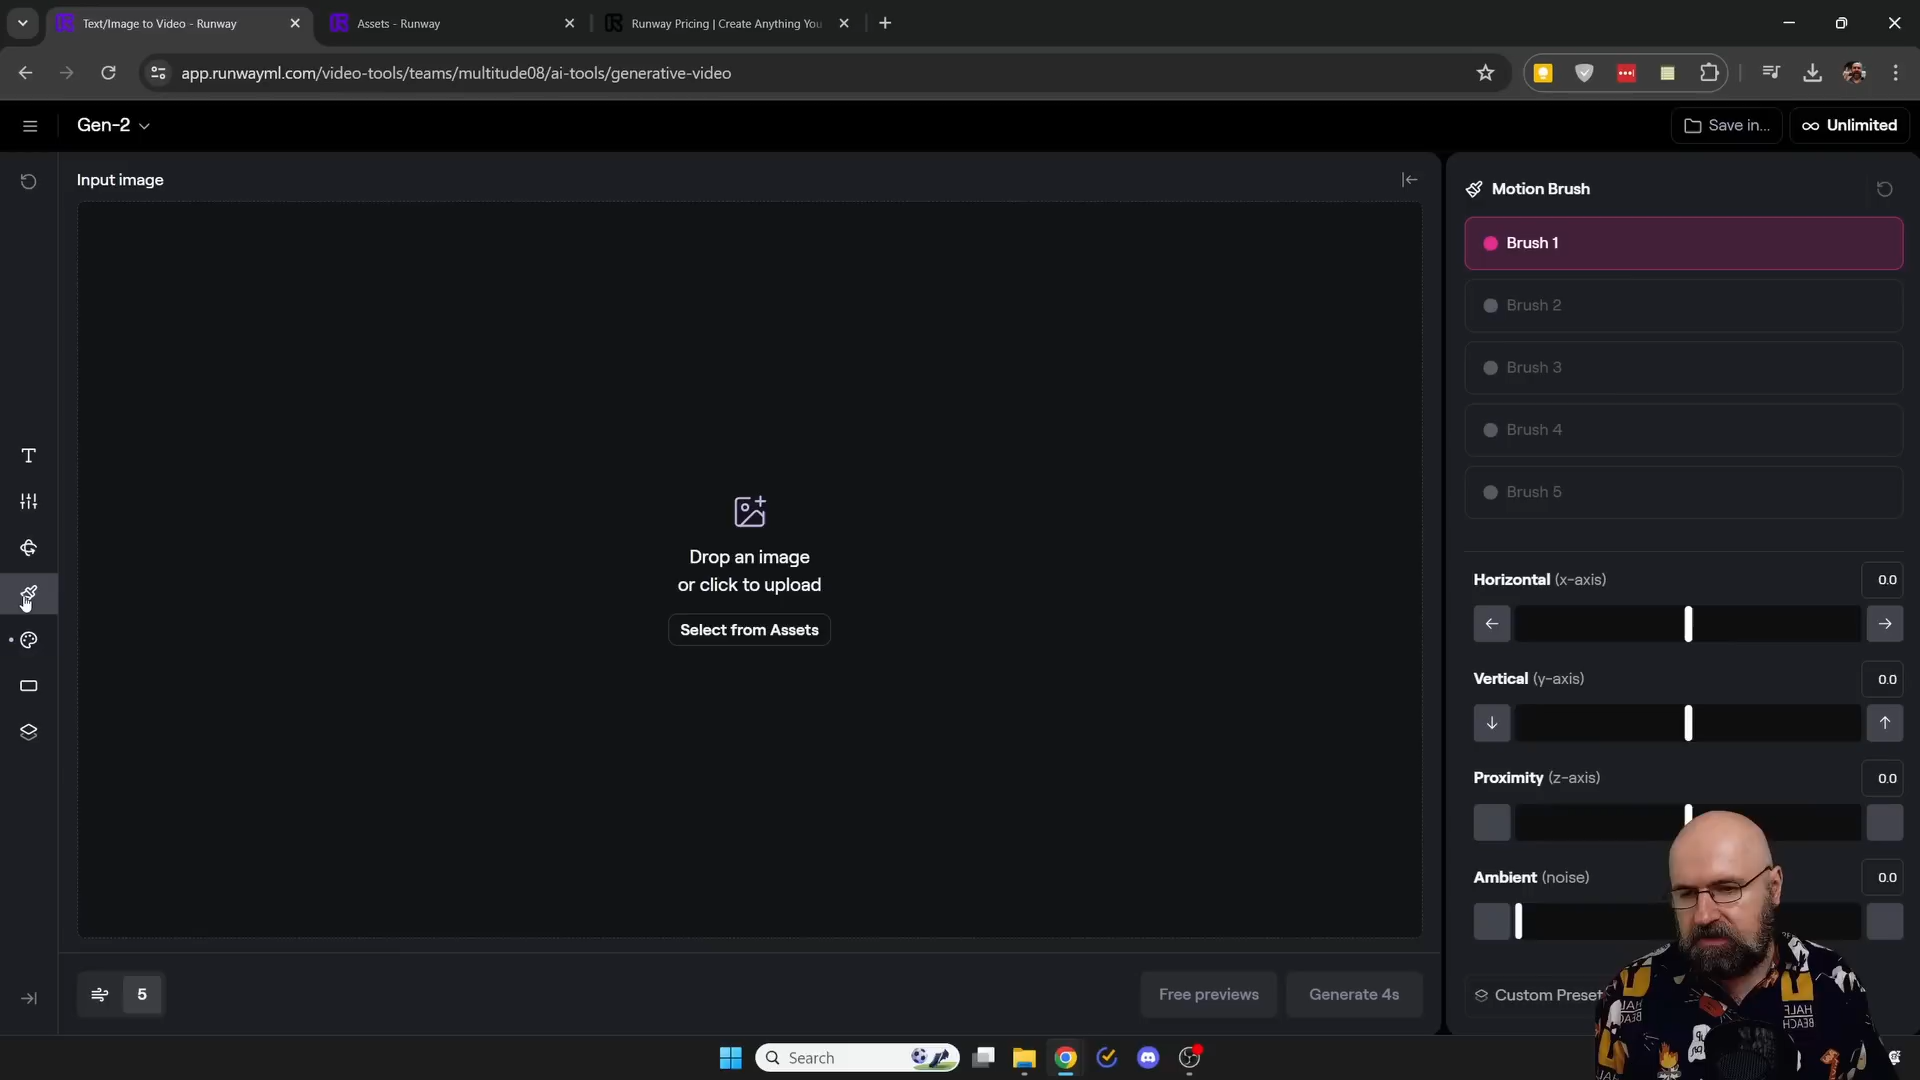 Text/Image to Video - Runway
Assets - Runway
Runway Pricing | Create Anything You
app.runwayml.com/video-tools/teams/multitude08/ai-tools/generative-video
Gen-2
Save in...
Unlimited
Input image
Motion Brush
Brush 1
Brush 2
Brush 3
Brush 4
Brush 5
T
Drop an image
or click to upload
Select from Assets
Horizontal (x-axis)
0.0
Vertical (y-axis)
0.0
Proximity (z-axis)
0.0
Ambient (noise)
0.0
5
Free previews
Generate 4s
Custom Preset
HALF
BEACH
Search